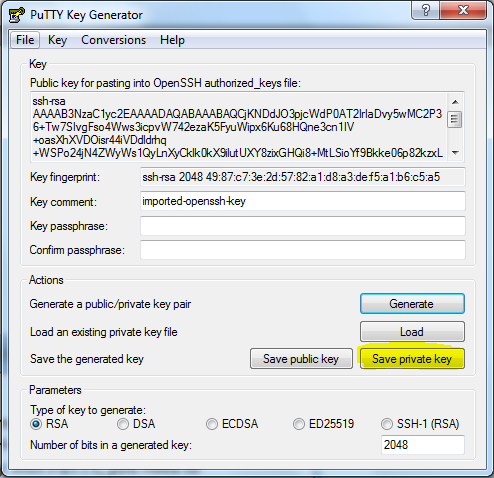 PuTTY Key Generator
File Key Conversions Help
Key
Public key for pasting into OpenSSH authorized_keys file:
ssh-rsa
AAAAB3NzaC1yc2EAAAADAQABAAABAQCjKNDdJO3pjcWdP0AT2lrlaDvy5wMC2P3
6+Tw7SIvgFso4Wws3icpvW742ezaK5FyuWipx6Ku68HQne3cn1IV
+oasXhXVDOisr44iVDdldrhq
+WSPo24jN4ZWyWs1QyLnXyCklk0kX9ilutUXY8zixGHQi8+MtLSioYf9Bkke06p82kzxL
Key fingerprint: ssh-rsa 2048 49:87:c7:3e:2d:57:82:a1:d8:a3:de:f5:a1:b6:c5:a5
Key comment: imported-openssh-key
Key passphrase:
Confirm passphrase:
Actions
Generate a public/private key pair Generate
Load an existing private key file Load
Save the generated key Save public key Save private key
Parameters
Type of key to generate:
RSA DSA ECDSA ED25519 SSH-1 (RSA)
Number of bits in a generated key: 2048